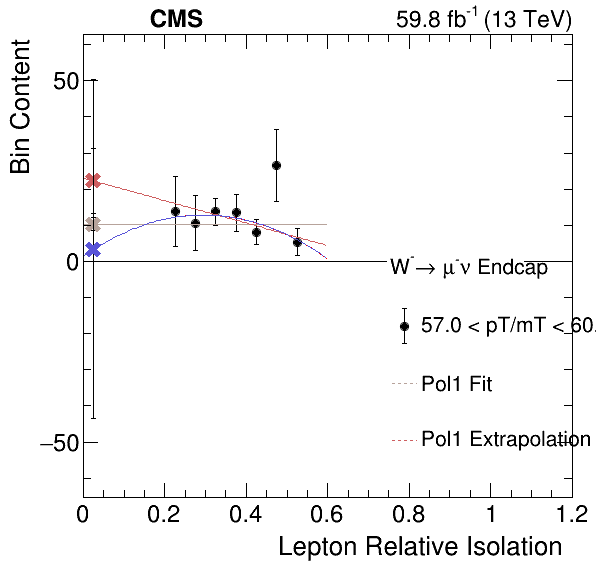 CMS 59.8 fb⁻¹ (13 TeV)
Bin Content
50
0
−50
W⁻→ μ⁻ν Endcap
57.0 < pT/mT < 60.
Pol1 Fit
Pol1 Extrapolation
0 0.2 0.4 0.6 0.8 1 1.2
Lepton Relative Isolation